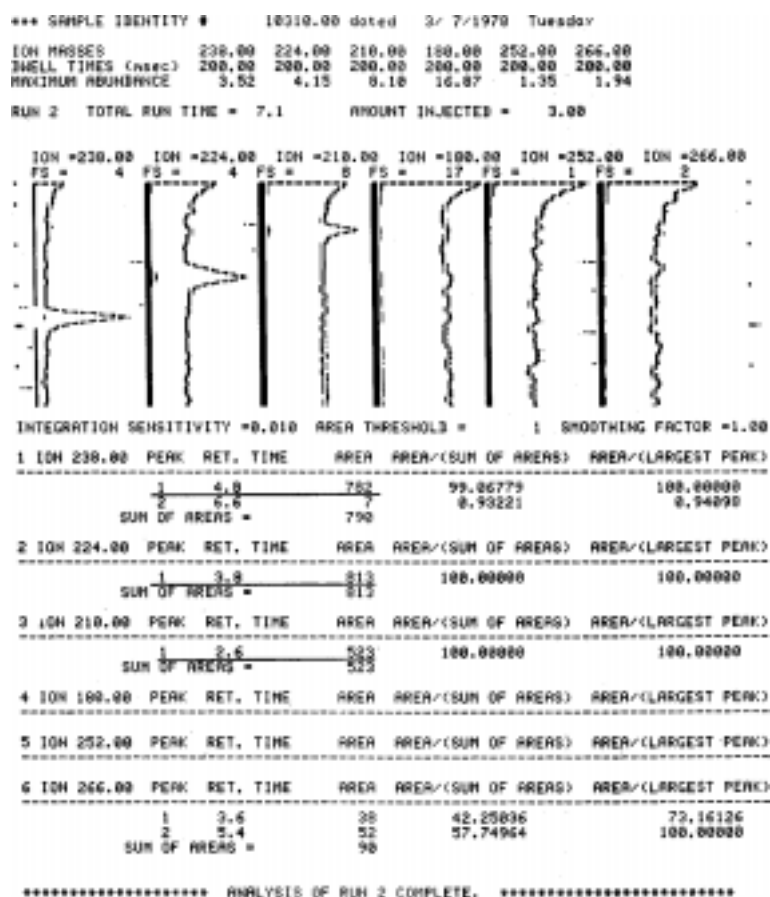 *** SAMPLE IDENTITY # 10310.00 dated 3/ 7/1978 Tuesday
ION MASSES 238.00 224.00 210.00 180.00 252.00 266.00
DWELL TIMES (msec) 200.00 200.00 200.00 200.00 200.00 200.00
MAXIMUM ABUNDANCE 3.52 4.15 8.10 16.87 1.35 1.94
RUN 2 TOTAL RUN TIME = 7.1 AMOUNT INJECTED = 3.00
ION =238.00 ION =224.00 ION =210.00 ION =180.00 ION =252.00 ION =266.00
FS = 4 FS = 4 FS = 8 FS = 17 FS = 1 FS = 2
INTEGRATION SENSITIVITY =0.010 AREA THRESHOLD = 1 SMOOTHING FACTOR =1.00
1 ION 238.00 PEAK RET. TIME AREA AREA/(SUM OF AREAS) AREA/(LARGEST PEAK)
1 4.8 782 99.06779 100.00000
2 6.6 7 0.93221 0.94098
SUM OF AREAS = 790
2 ION 224.00 PEAK RET. TIME AREA AREA/(SUM OF AREAS) AREA/(LARGEST PEAK)
1 3.8 813 100.00000 100.00000
SUM OF AREAS = 813
3 ION 210.00 PEAK RET. TIME AREA AREA/(SUM OF AREAS) AREA/(LARGEST PEAK)
1 2.6 523 100.00000 100.00000
SUM OF AREAS = 523
4 ION 180.00 PEAK RET. TIME AREA AREA/(SUM OF AREAS) AREA/(LARGEST PEAK)
5 ION 252.00 PEAK RET. TIME AREA AREA/(SUM OF AREAS) AREA/(LARGEST PEAK)
6 ION 266.00 PEAK RET. TIME AREA AREA/(SUM OF AREAS) AREA/(LARGEST PEAK)
1 3.6 38 42.25036 73.16126
2 5.4 52 57.74964 100.00000
SUM OF AREAS = 90
******************** ANALYSIS OF RUN 2 COMPLETE. *************************